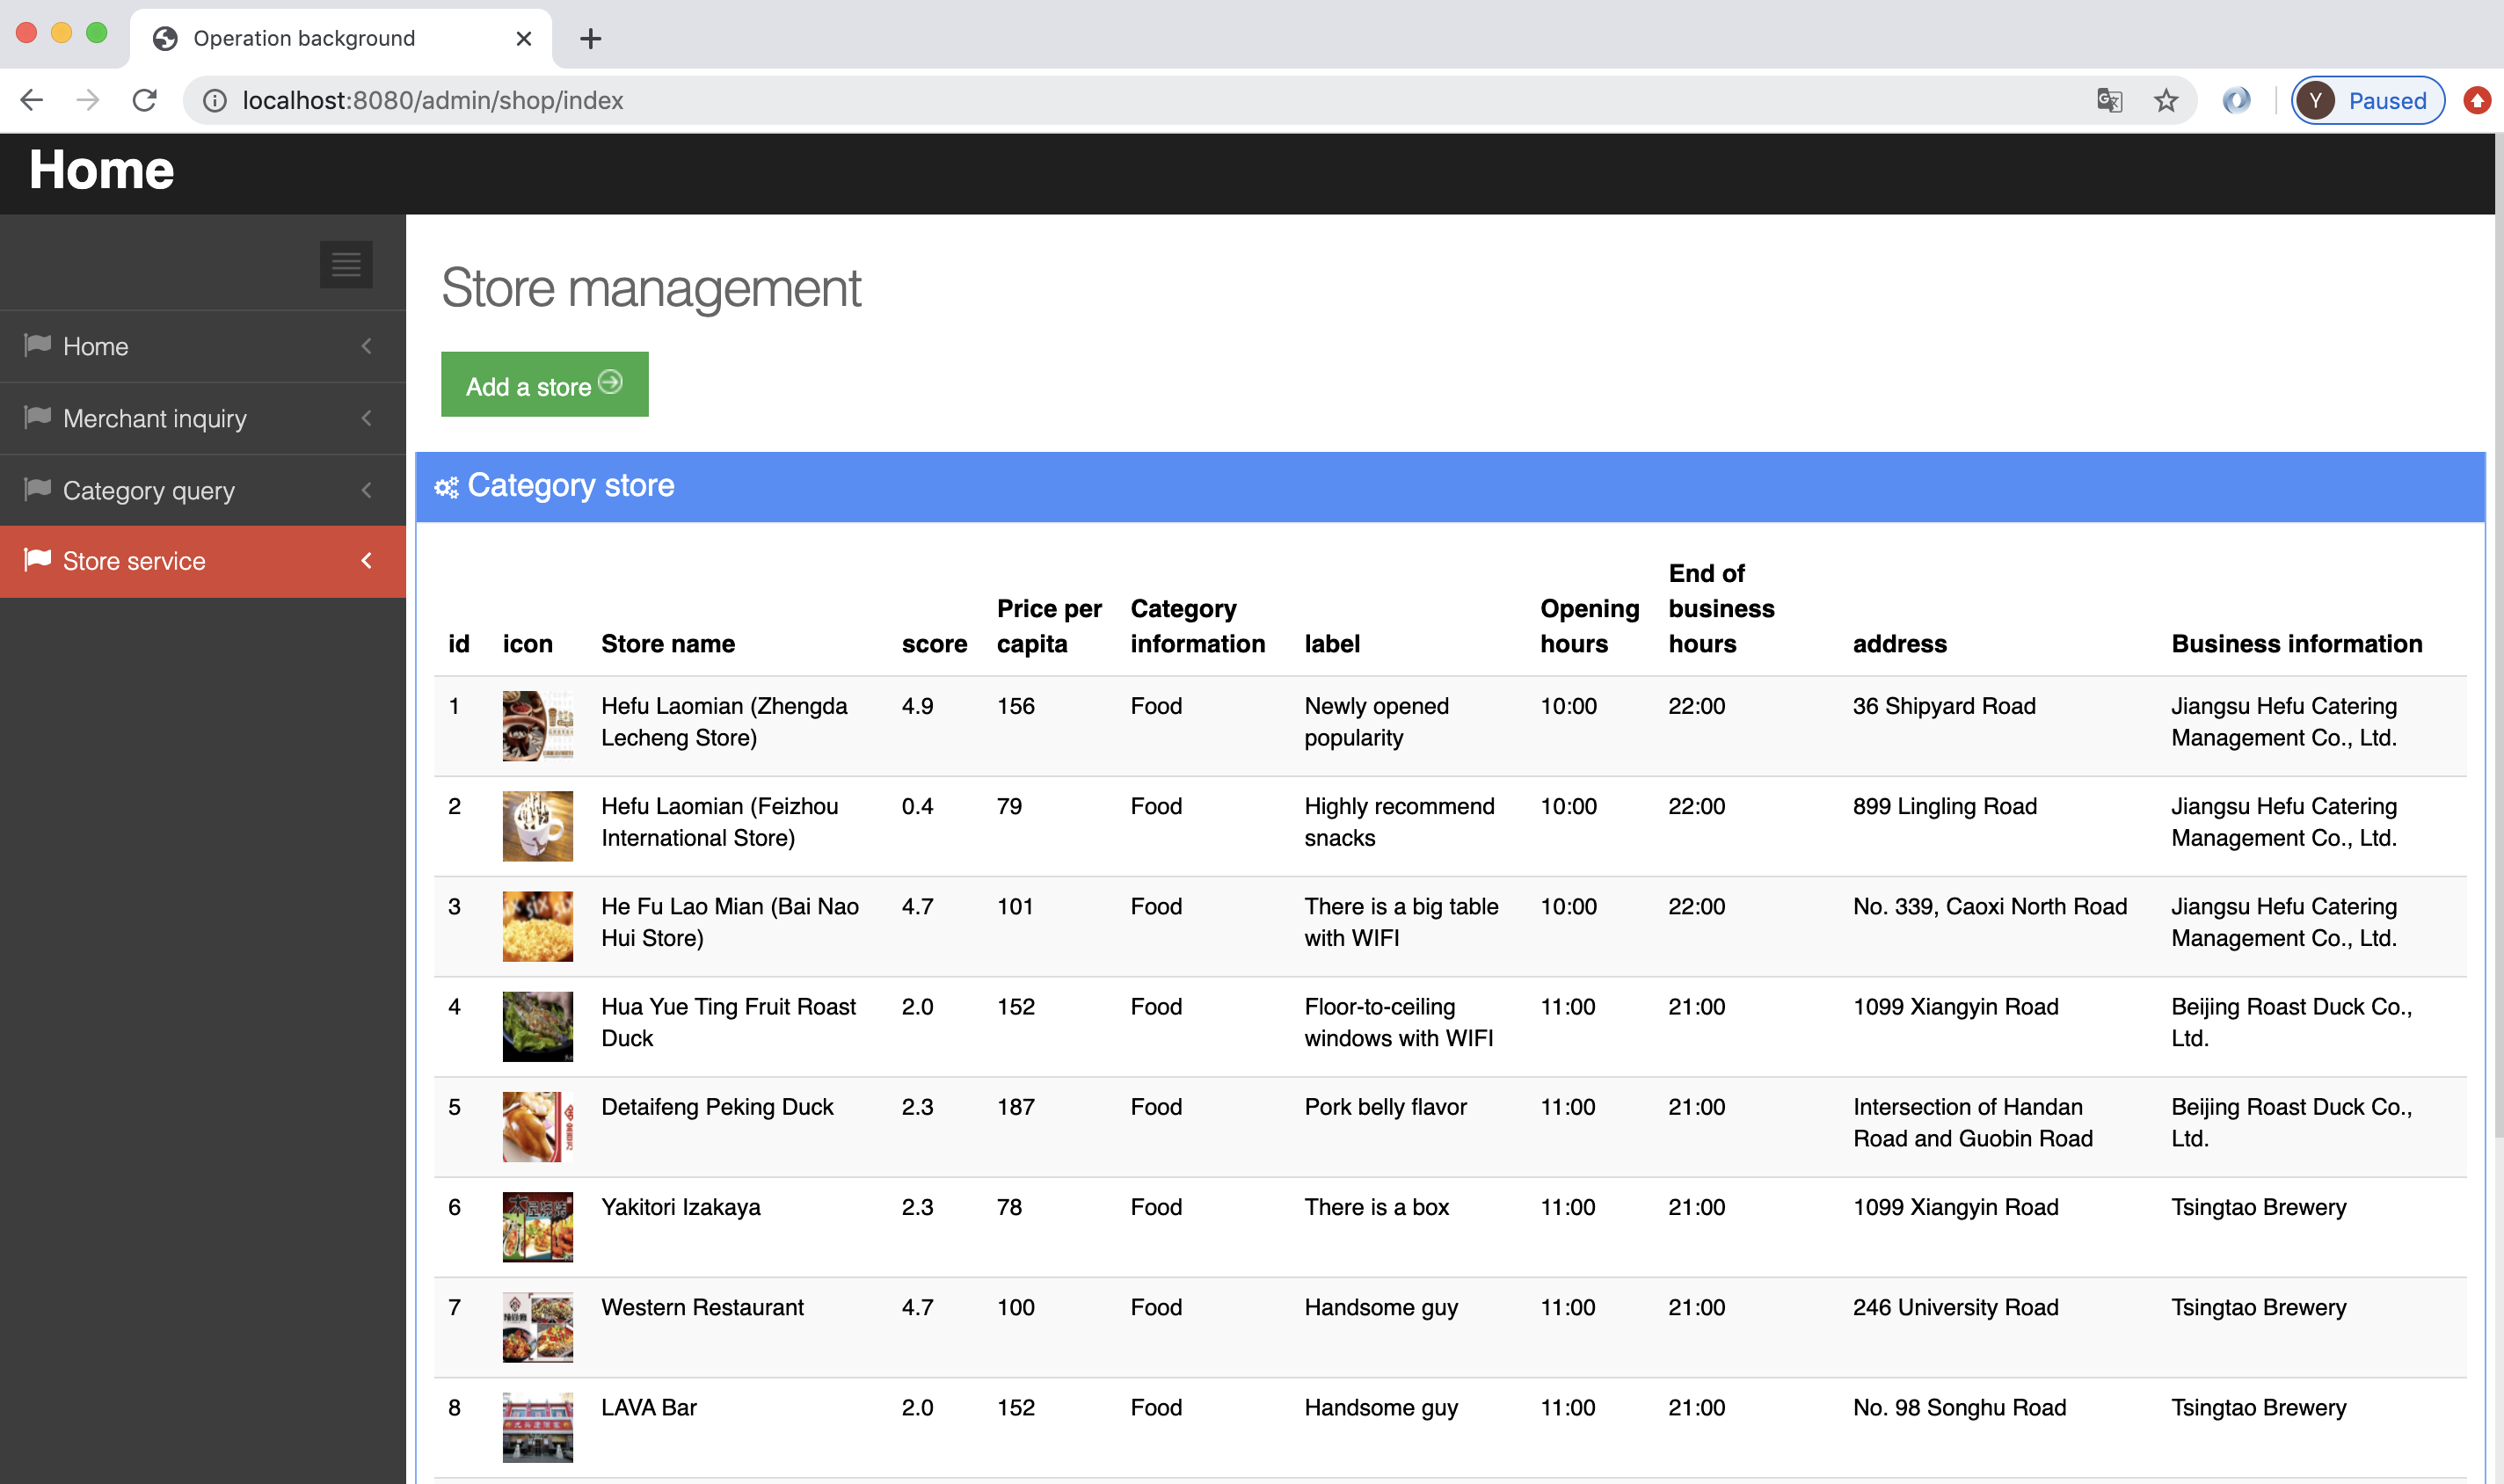 Operation background
localhost:8080/admin/shop/index
Y Paused
Home
Home
Merchant inquiry
Category query
Store service
Store management
Add a store
Category store
id icon Store name score Price per capita Category information label Opening hours End of business hours address Business information
1 Hefu Laomian (Zhengda 4.9 156 Food Newly opened 10:00 22:00 36 Shipyard Road Jiangsu Hefu Catering
Lecheng Store) popularity Management Co., Ltd.
2 Hefu Laomian (Feizhou 0.4 79 Food Highly recommend 10:00 22:00 899 Lingling Road Jiangsu Hefu Catering
International Store) snacks Management Co., Ltd.
3 He Fu Lao Mian (Bai Nao 4.7 101 Food There is a big table 10:00 22:00 No. 339, Caoxi North Road Jiangsu Hefu Catering
Hui Store) with WIFI Management Co., Ltd.
4 Hua Yue Ting Fruit Roast 2.0 152 Food Floor-to-ceiling 11:00 21:00 1099 Xiangyin Road Beijing Roast Duck Co.,
Duck windows with WIFI Ltd.
5 Detaifeng Peking Duck 2.3 187 Food Pork belly flavor 11:00 21:00 Intersection of Handan Beijing Roast Duck Co.,
Road and Guobin Road Ltd.
6 Yakitori Izakaya 2.3 78 Food There is a box 11:00 21:00 1099 Xiangyin Road Tsingtao Brewery
7 Western Restaurant 4.7 100 Food Handsome guy 11:00 21:00 246 University Road Tsingtao Brewery
8 LAVA Bar 2.0 152 Food Handsome guy 11:00 21:00 No. 98 Songhu Road Tsingtao Brewery